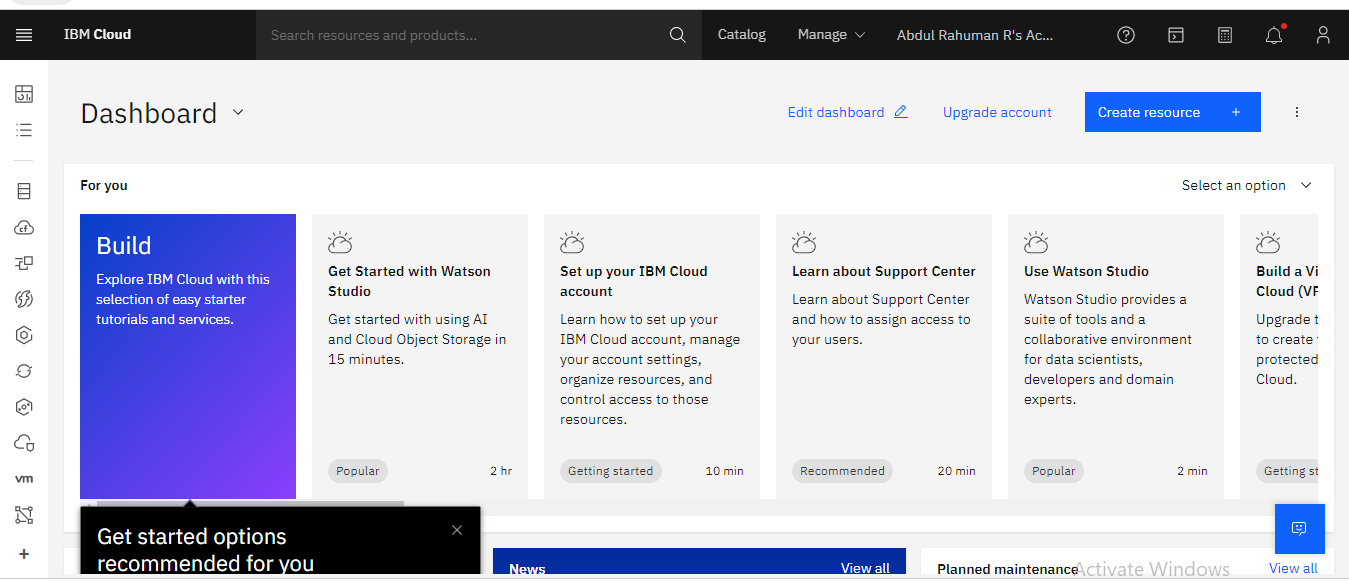 IBM Cloud
Search resources and products...
Catalog
Manage
Abdul Rahuman R's Ac...
Dashboard
Edit dashboard
Upgrade account
Create resource +
For you
Select an option
Build
Explore IBM Cloud with this
selection of easy starter
tutorials and services.
Get Started with Watson
Studio
Get started with using AI
and Cloud Object Storage in
15 minutes.
Popular
2 hr
Set up your IBM Cloud
account
Learn how to set up your
IBM Cloud account, manage
your account settings,
organize resources, and
control access to those
resources.
Getting started
10 min
Learn about Support Center
Learn about Support Center
and how to assign access to
your users.
Recommended
20 min
Use Watson Studio
Watson Studio provides a
suite of tools and a
collaborative environment
for data scientists,
developers and domain
experts.
Popular
2 min
Build a Vi
Cloud (VP
Upgrade t
to create
protected
Cloud.
Getting st
cf
vm
+
Get started options
recommended for you
News
View all
Planned maintenance
Activate Windows
View all